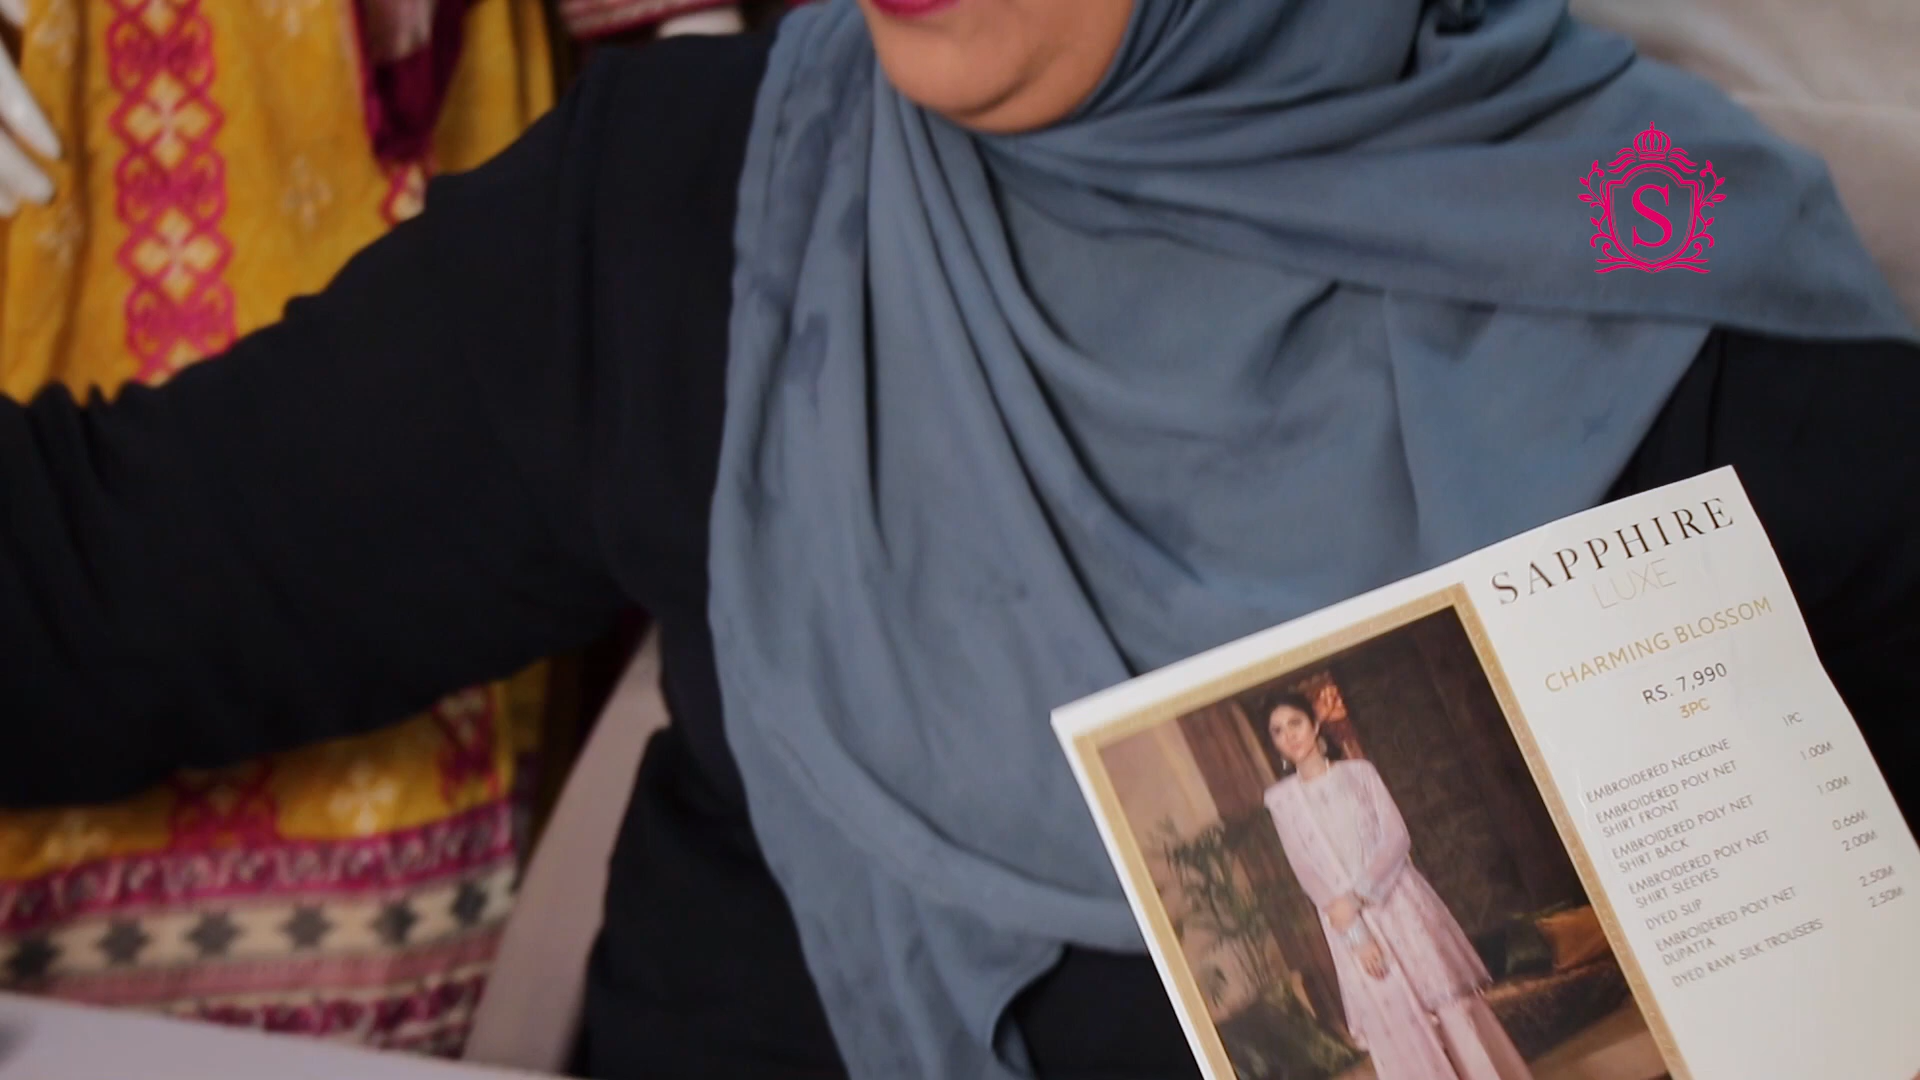 S
SAPPHIRE
LUXE
CHARMING BLOSSOM
RS. 7,990
3PC
EMBROIDERED NECKLINE 1PC
EMBROIDERED POLY NET SHIRT FRONT 1.00M
EMBROIDERED POLY NET SHIRT BACK 1.00M
EMBROIDERED POLY NET SHIRT SLEEVES 0.66M
DYED SLIP 2.00M
EMBROIDERED POLY NET DUPATTA 2.50M
DYED RAW SILK TROUSERS 2.50M